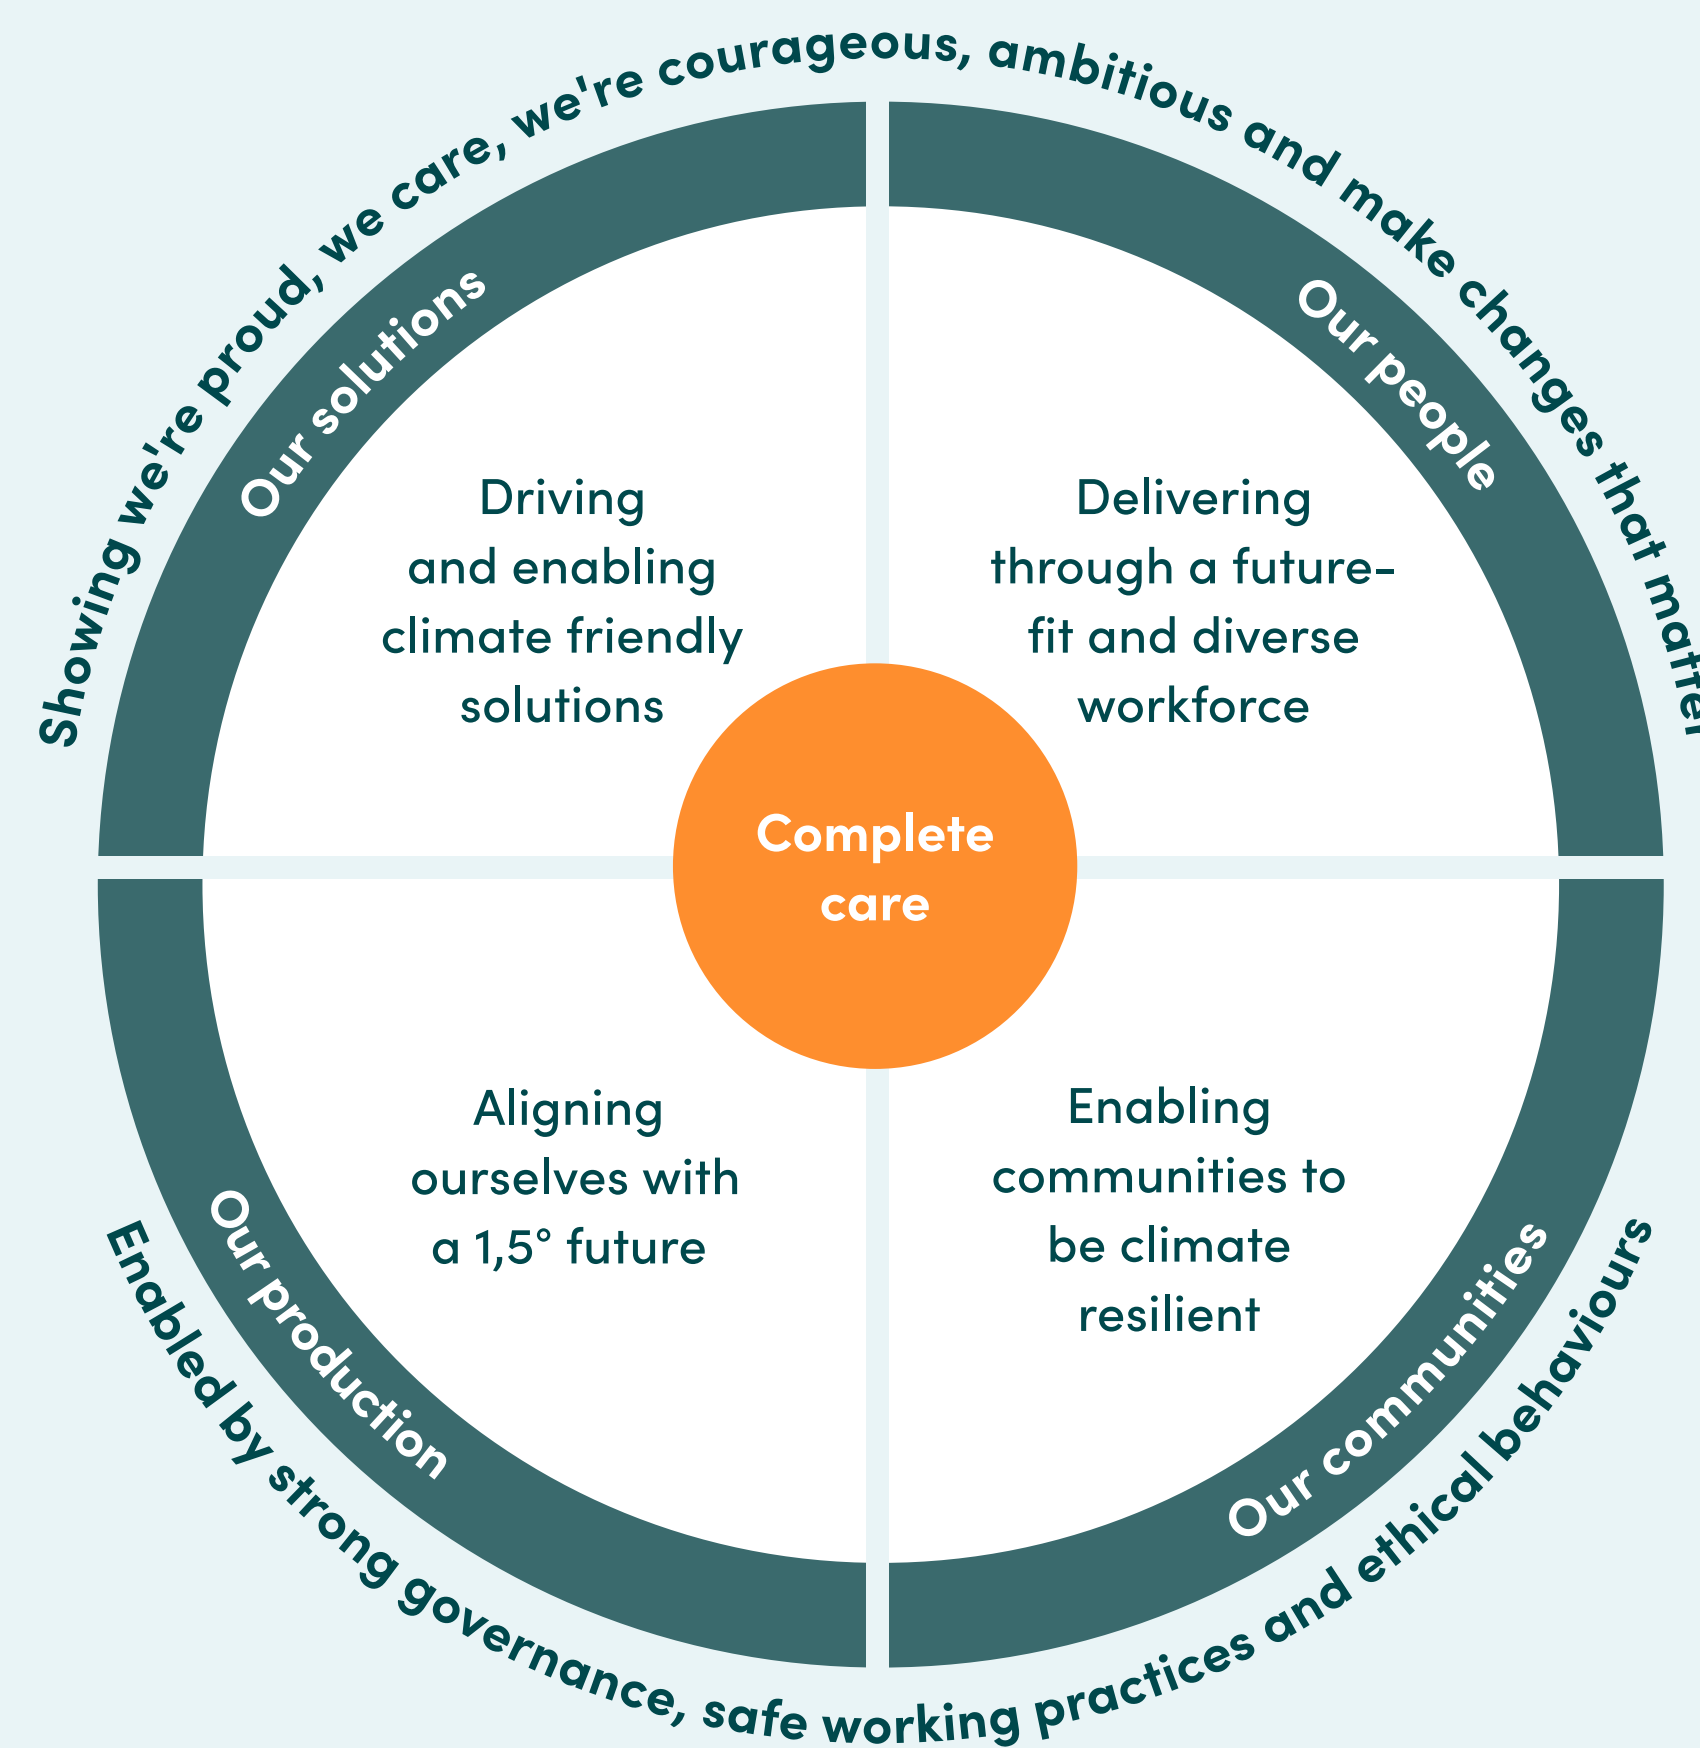 Showing we're proud, we care, we're courageous, ambitious and make changes that matter
Our solutions
Driving
and enabling
climate friendly
solutions
Our people
Delivering
through a future-
fit and diverse
workforce
Complete
care
Our production
Aligning
ourselves with
a 1,5° future
Our communities
Enabling
communities to
be climate
resilient
Enabled by strong governance, safe working practices and ethical behaviours